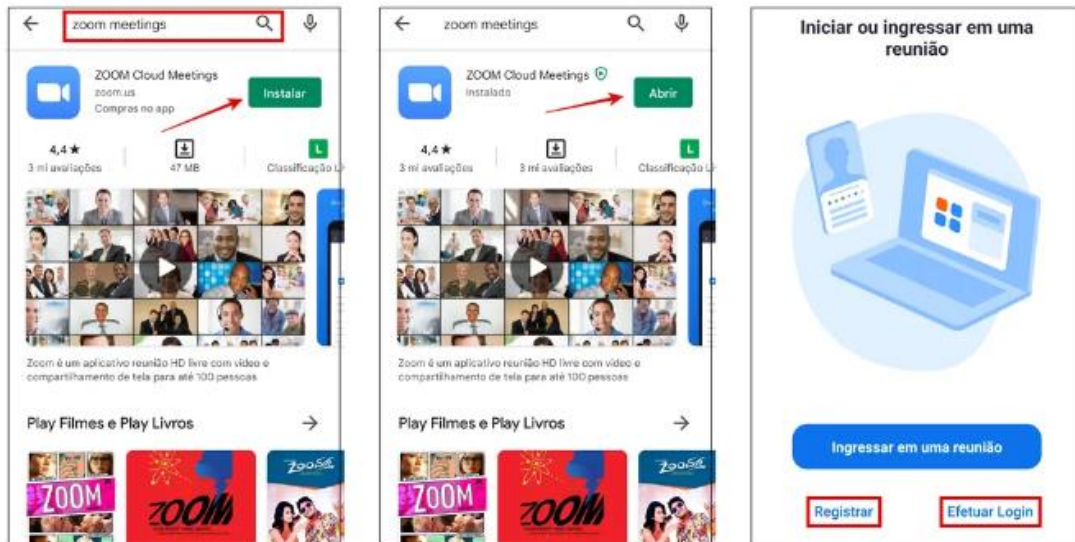 zoom meetings
ZOOM Cloud Meetings
zoom.us
Compras no app
Instalar
4,4★
3 mi avaliações
47 MB
L
Classificação L
Zoom é um aplicativo reunião HD livre com vídeo e
compartilhamento de tela para até 100 pessoas
Play Filmes e Play Livros
ZOOM
ZOOM
zoom meetings
ZOOM Cloud Meetings
Instalado
Abrir
4,4★
3 mi avaliações
3 mi avaliações
L
Classificação L
Zoom é um aplicativo reunião HD livre com vídeo e
compartilhamento de tela para até 100 pessoas
Play Filmes e Play Livros
ZOOM
ZOOM
Iniciar ou ingressar em uma
reunião
Ingressar em uma reunião
Registrar
Efetuar Login